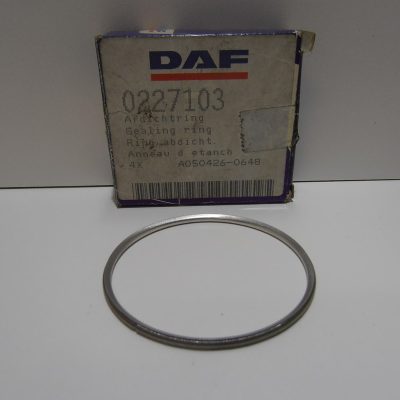 DAF
0227103
Afdichtring
Sealing ring
Ring abdicht.
Anneau d etanch
4X A050426-0648